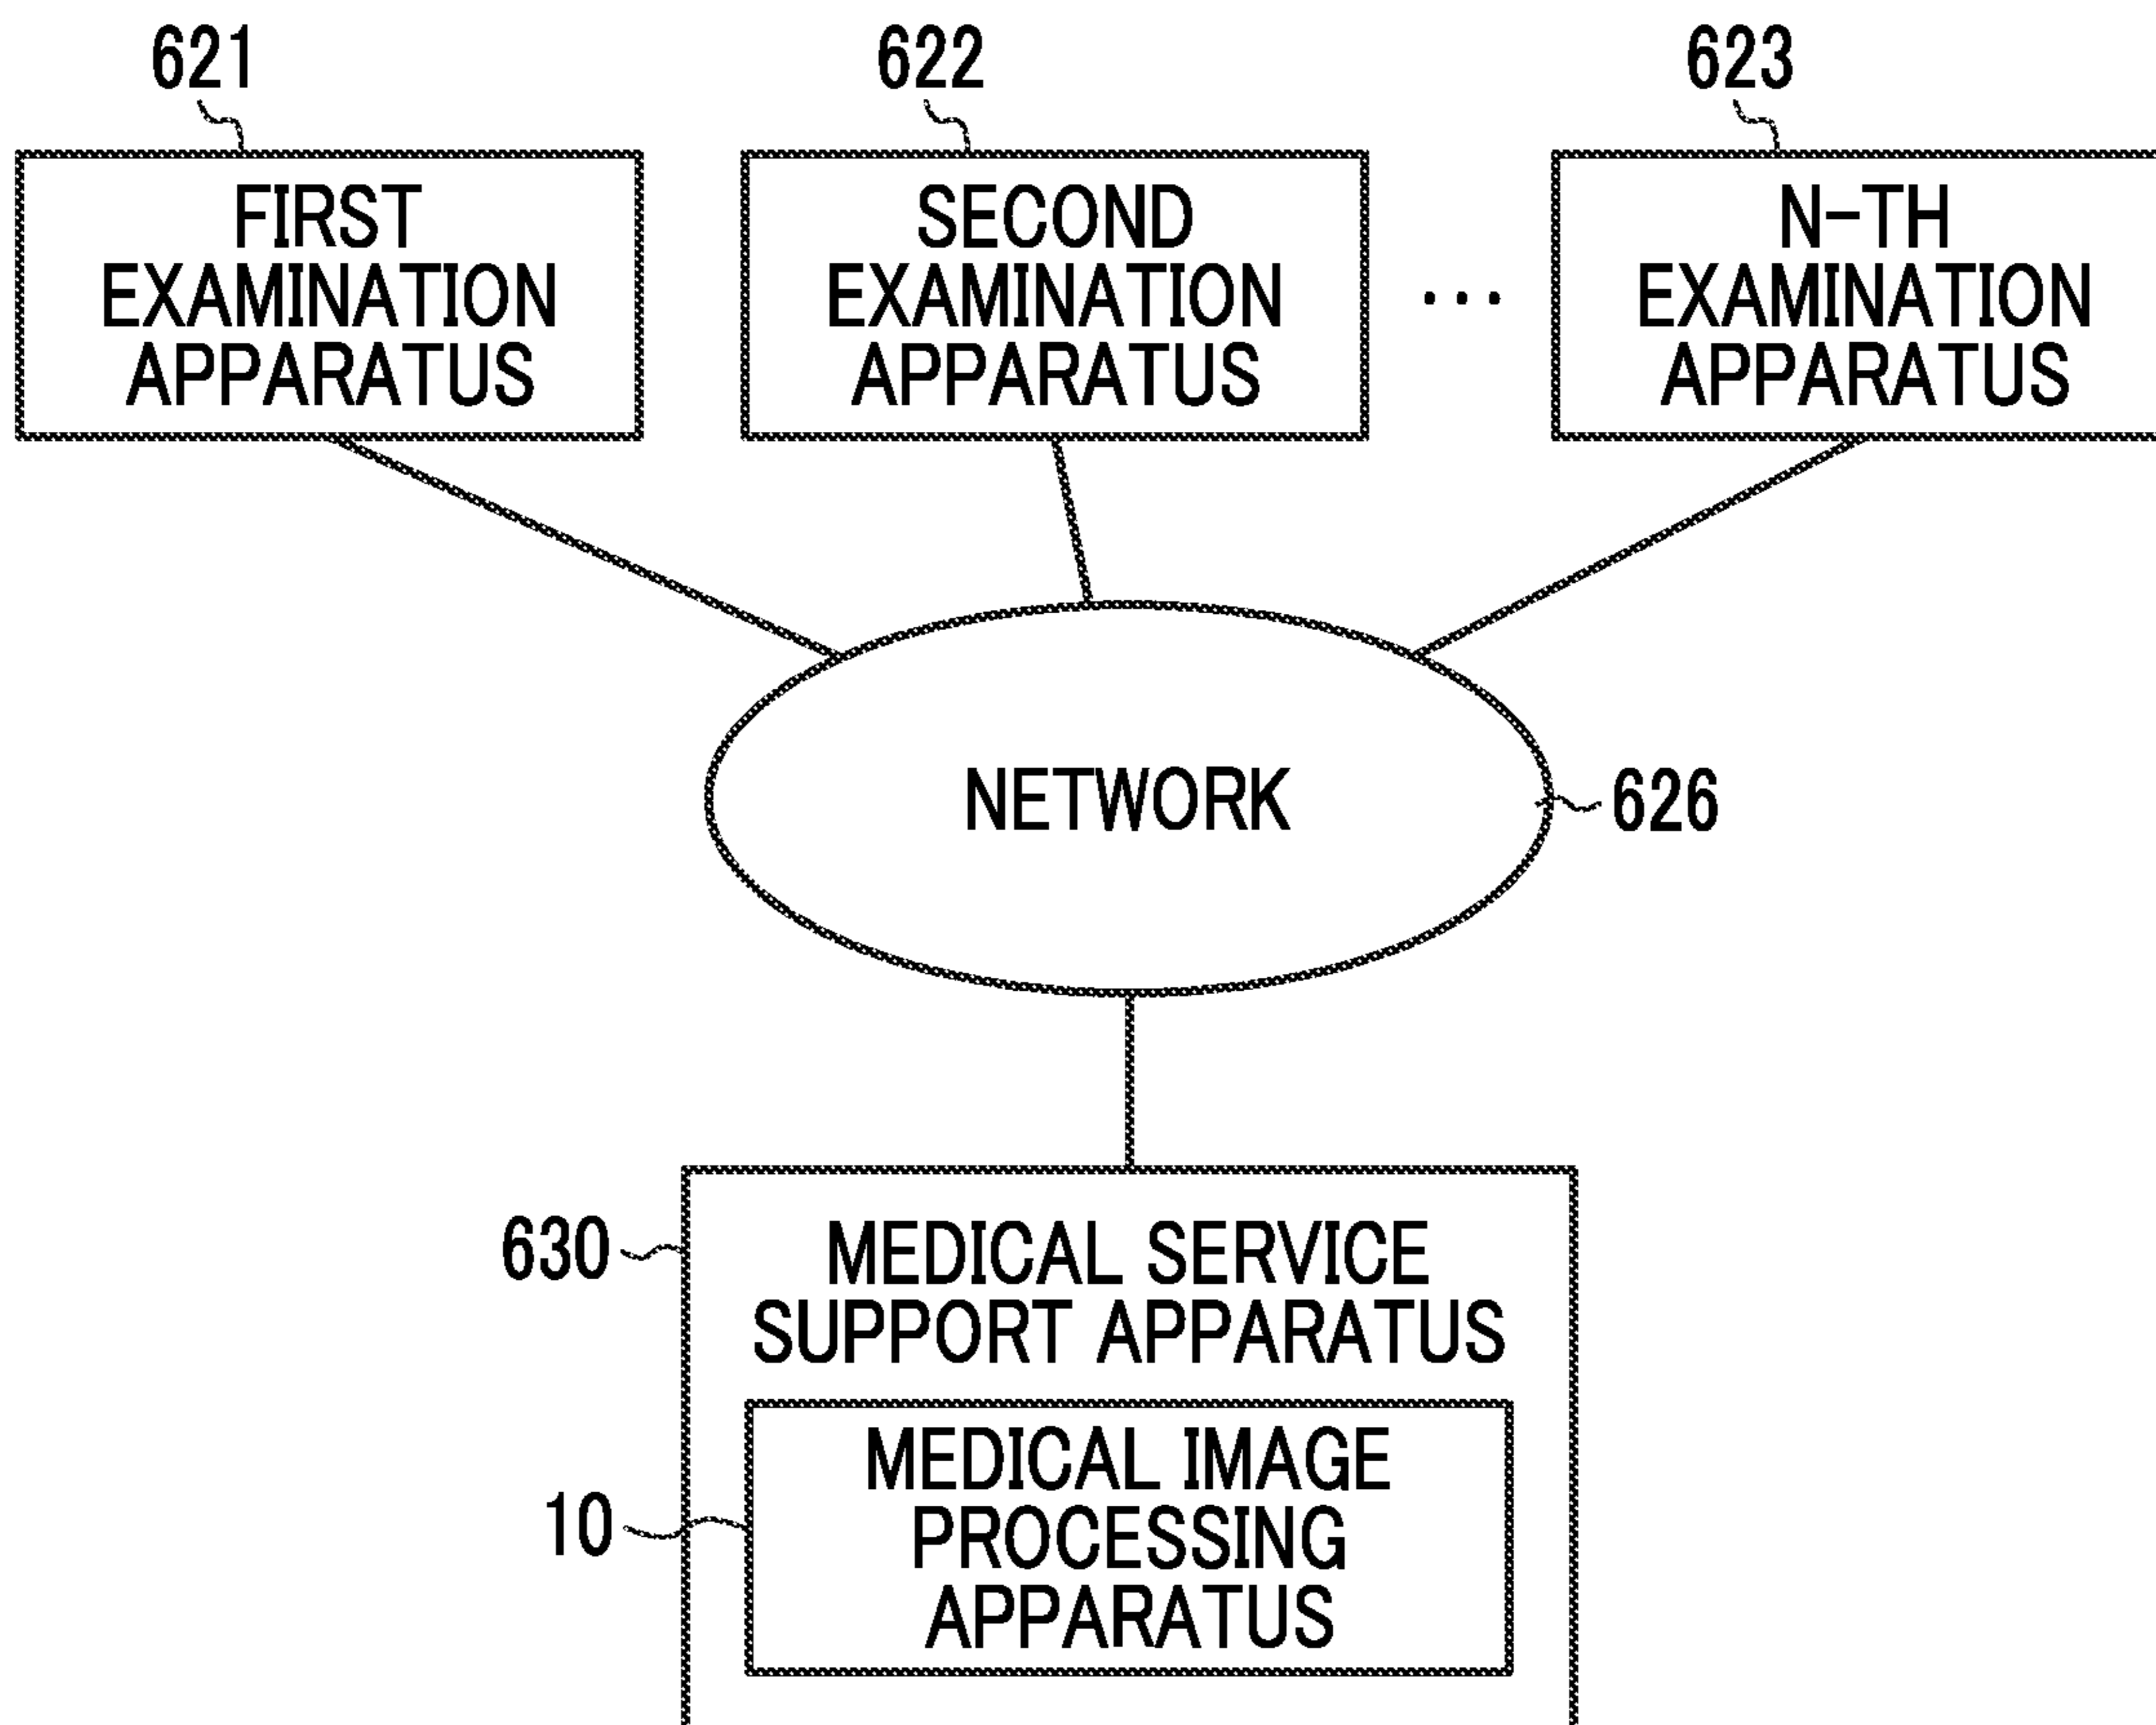 621
622
623
FIRST
EXAMINATION
APPARATUS
SECOND
EXAMINATION
APPARATUS
...
N-TH
EXAMINATION
APPARATUS
NETWORK
626
630
MEDICAL SERVICE
SUPPORT APPARATUS
10
MEDICAL IMAGE
PROCESSING
APPARATUS